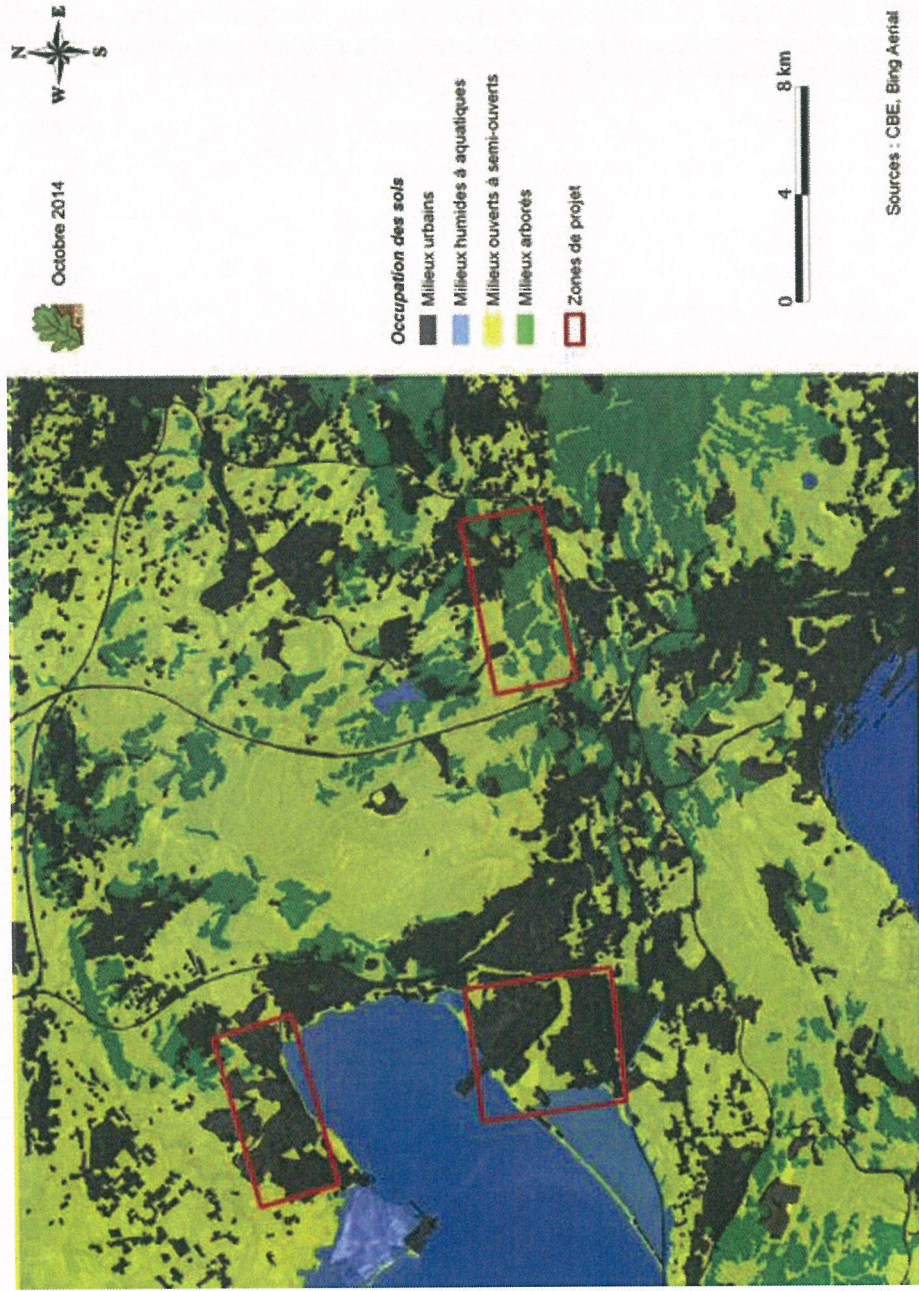 Octobre 2014
N
W E
S
Occupation des sols
Milieux urbains
Milieux humides à aquatiques
Milieux ouverts à semi-ouverts
Milieux arborés
Zones de projet
0 4 8 km
Sources : CBE, Bing Aerial